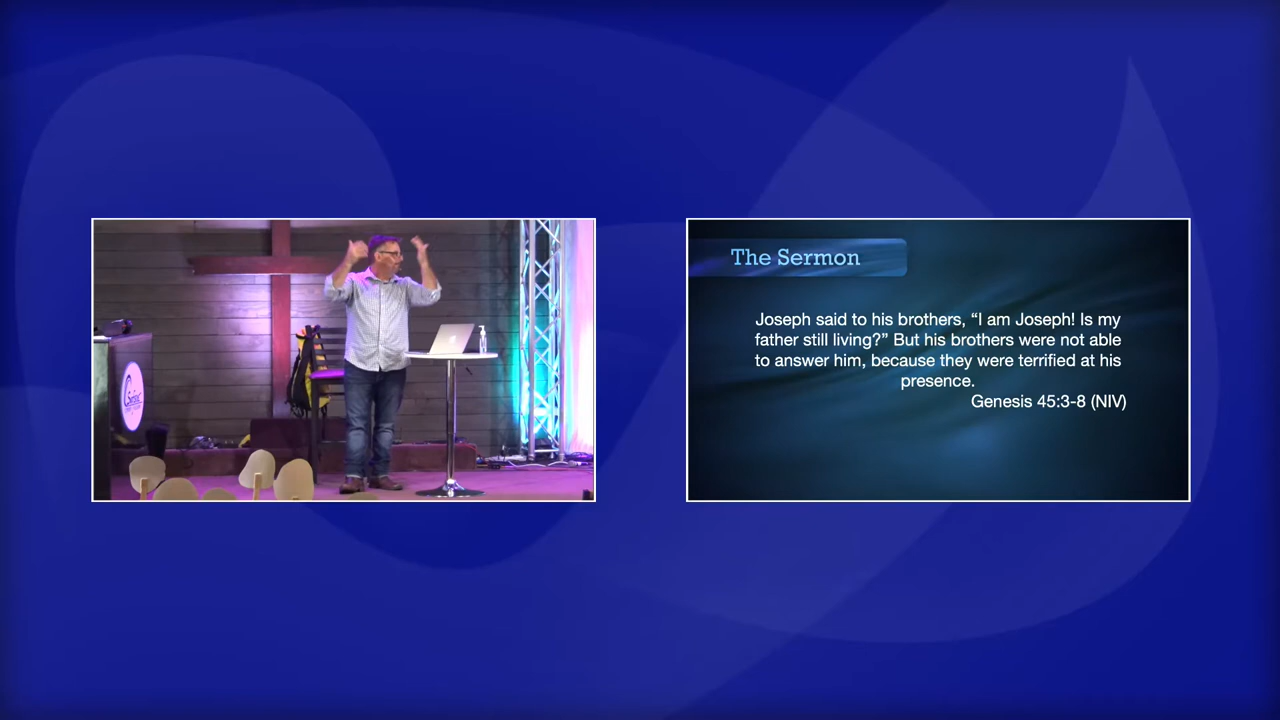 The Sermon
Joseph said to his brothers, “I am Joseph! Is my
father still living?” But his brothers were not able
to answer him, because they were terrified at his
presence.
Genesis 45:3-8 (NIV)